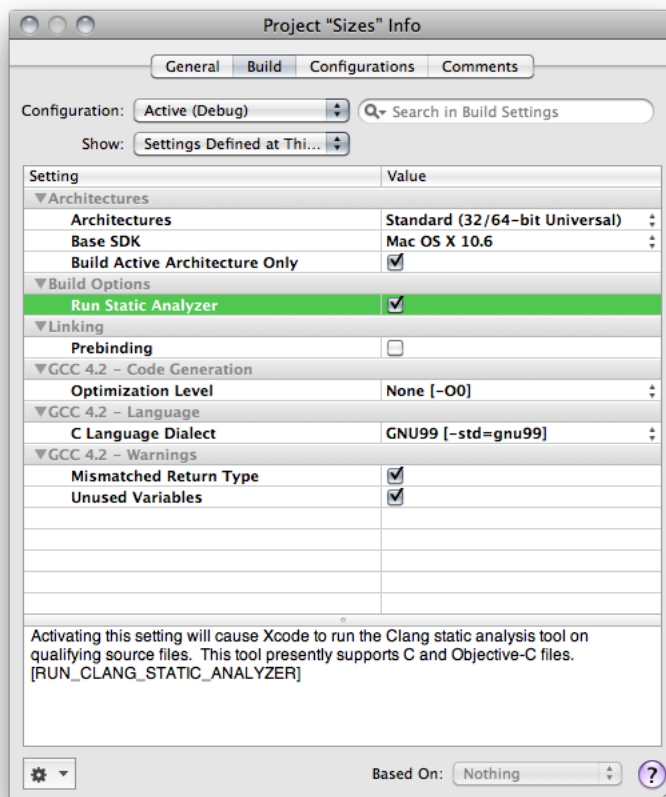 Project “Sizes” Info
General Build Configurations Comments
Configuration: Active (Debug) Search in Build Settings
Show: Settings Defined at Thi...
Setting Value
Architectures
Architectures Standard (32/64-bit Universal)
Base SDK Mac OS X 10.6
Build Active Architecture Only
Build Options
Run Static Analyzer
Linking
Prebinding
GCC 4.2 – Code Generation
Optimization Level None [-O0]
GCC 4.2 – Language
C Language Dialect GNU99 [-std=gnu99]
GCC 4.2 – Warnings
Mismatched Return Type
Unused Variables
Activating this setting will cause Xcode to run the Clang static analysis tool on
qualifying source files. This tool presently supports C and Objective-C files.
[RUN_CLANG_STATIC_ANALYZER]
Based On: Nothing ?